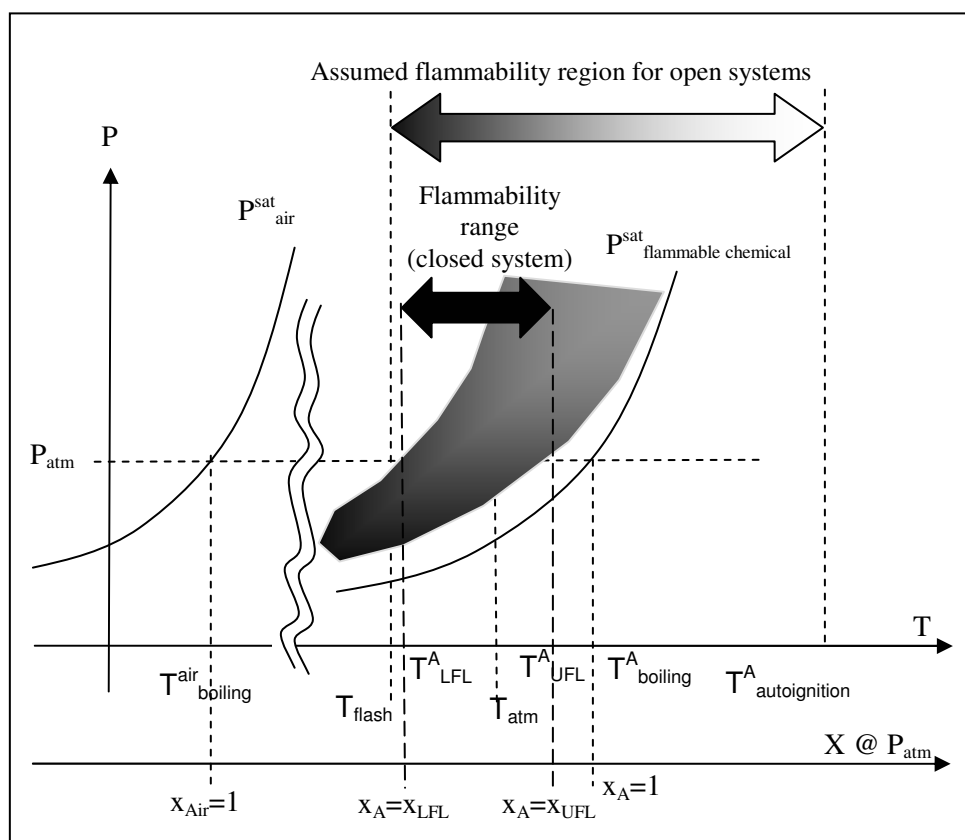 Assumed flammability region for open systems
P
Flammability
range
(closed system)
P^sat_air
P^sat_flammable chemical
P_atm
T
T^air_boiling
T_flash
T^A_LFL
T_atm
T^A_UFL
T^A_boiling
T^A_autoignition
X @ P_atm
x_Air=1
x_A=x_LFL
x_A=x_UFL
x_A=1